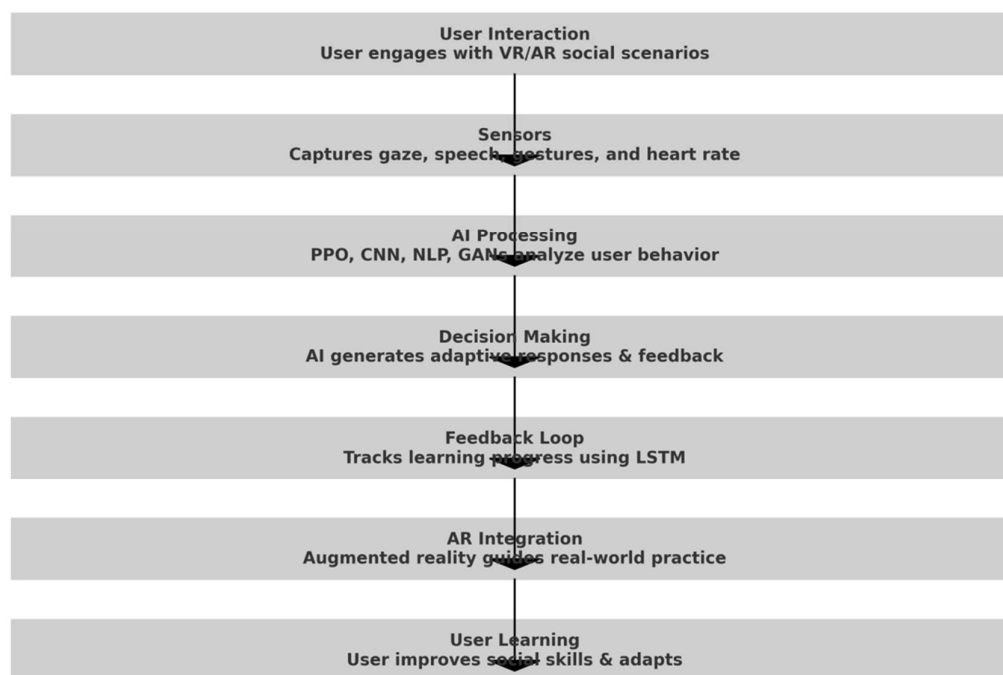 User Interaction
User engages with VR/AR social scenarios
Sensors
Captures gaze, speech, gestures, and heart rate
AI Processing
PPO, CNN, NLP, GANs analyze user behavior
Decision Making
AI generates adaptive responses & feedback
Feedback Loop
Tracks learning progress using LSTM
AR Integration
Augmented reality guides real-world practice
User Learning
User improves social skills & adapts